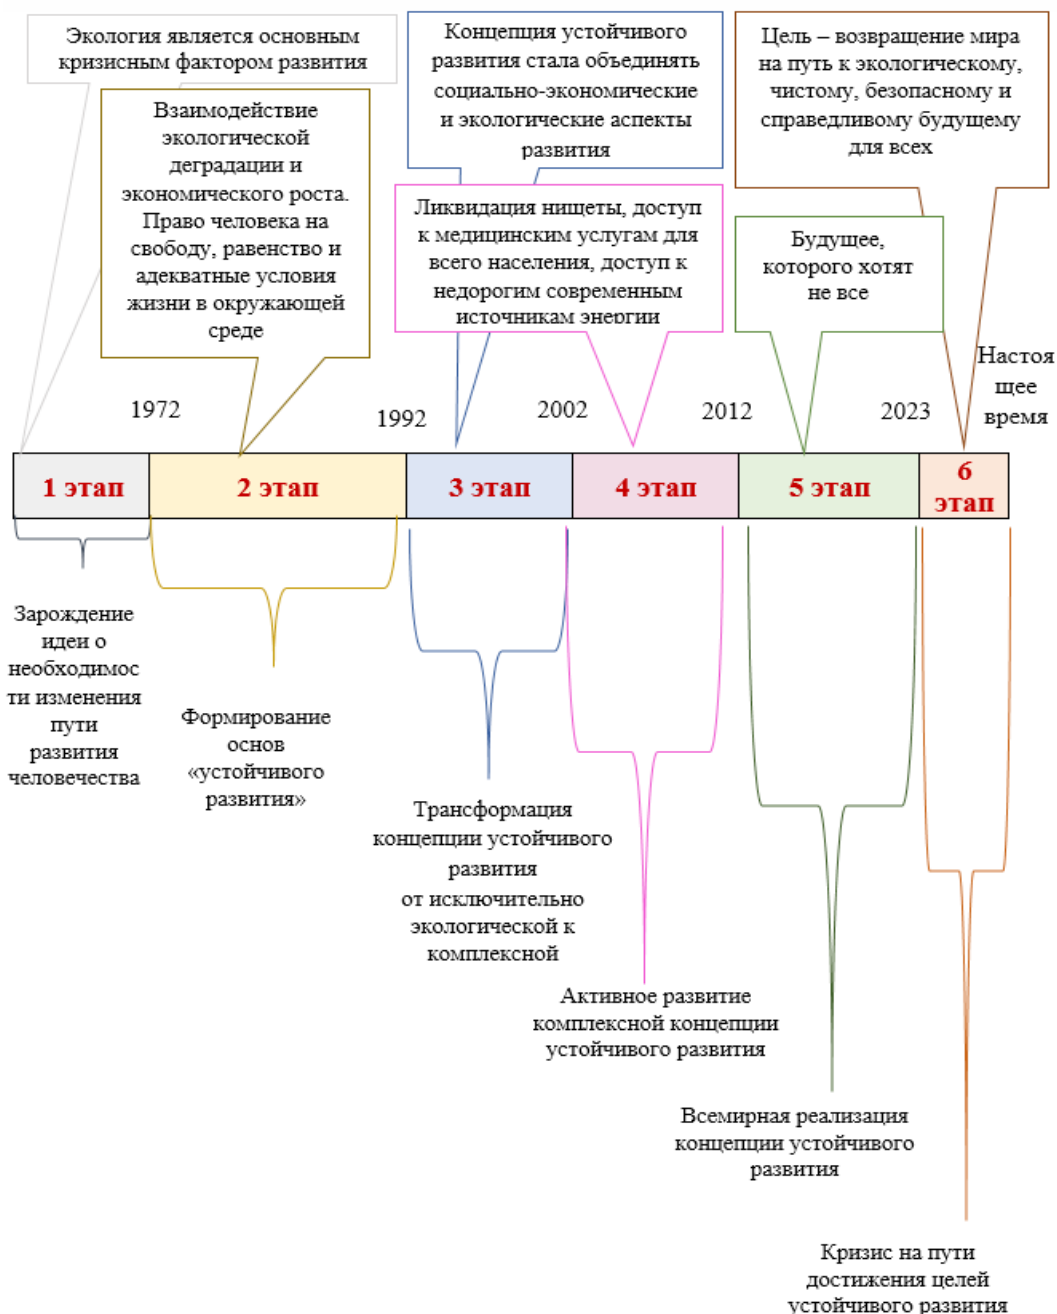 Экология является основным
кризисным фактором развития
Взаимодействие
экологической
деградации и
экономического роста.
Право человека на
свободу, равенство и
адекватные условия
жизни в окружающей
среде
Концепция устойчивого
развития стала объединять
социально-экономические
и экологические аспекты
развития
Ликвидация нищеты, доступ
к медицинским услугам для
всего населения, доступ к
недорогим современным
источникам энергии
Цель – возвращение мира
на путь к экологическому,
чистому, безопасному и
справедливому будущему
для всех
Будущее,
которого хотят
не все
1972
1992
2002
2012
2023
Настоя
щее
время
1 этап
2 этап
3 этап
4 этап
5 этап
6
этап
Зарождение
идеи о
необходимос
ти изменения
пути
развития
человечества
Формирование
основ
«устойчивого
развития»
Трансформация
концепции устойчивого
развития
от исключительно
экологической к
комплексной
Активное развитие
комплексной концепции
устойчивого развития
Всемирная реализация
концепции устойчивого
развития
Кризис на пути
достижения целей
устойчивого развития